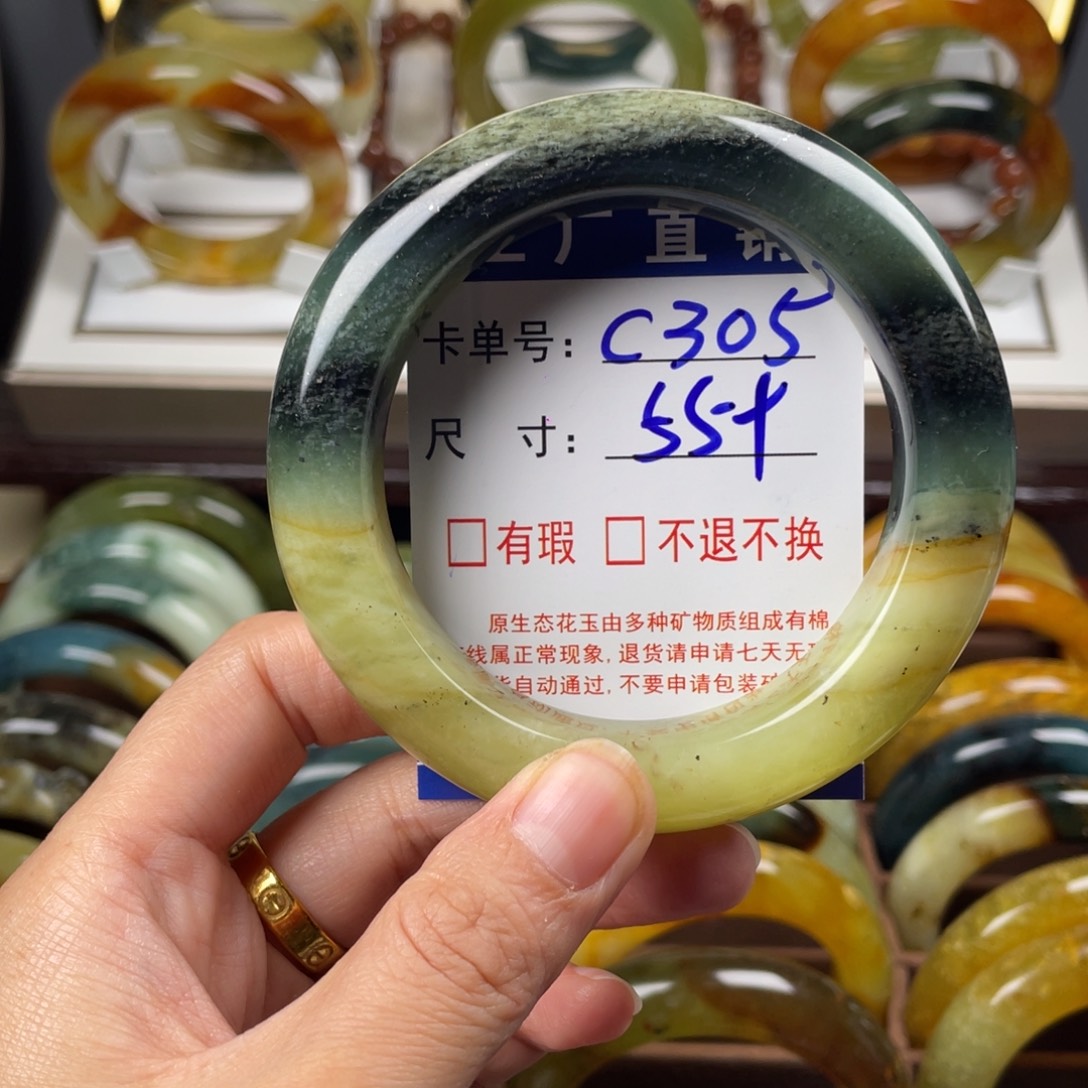 厂直销
卡单号：C305
尺 寸：55+
□有瑕 □不退不换
原生态花玉由多种矿物质组成有棉
线属正常现象，退货请申请七天无
自动通过，不要申请包装